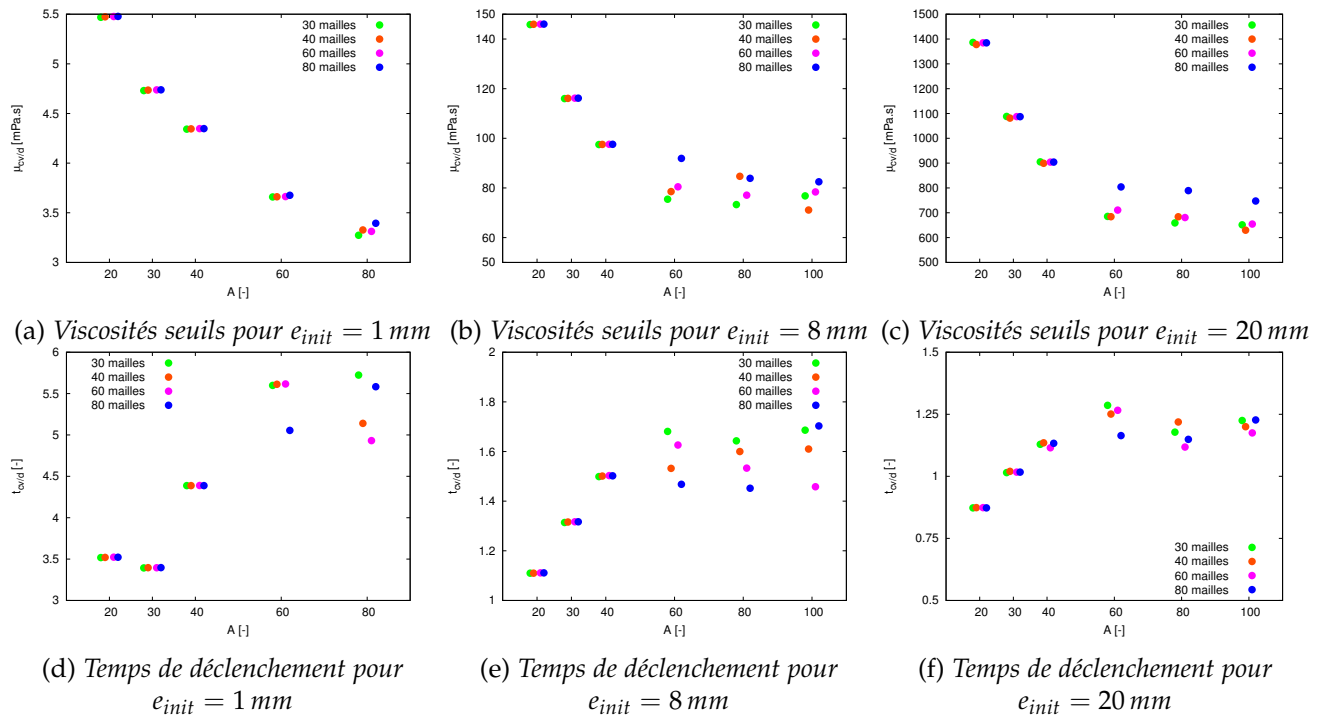 5.5
5
4.5
4
3.5
3
20 30 40 60 80
μcv/d [mPa.s]
A [-]
30 mailles
40 mailles
60 mailles
80 mailles
150
140
120
100
80
60
50
20 30 40 60 80 100
μcv/d [mPa.s]
A [-]
30 mailles
40 mailles
60 mailles
80 mailles
1500
1400
1300
1200
1100
1000
900
800
700
600
500
20 30 40 60 80 100
μcv/d [mPa.s]
A [-]
30 mailles
40 mailles
60 mailles
80 mailles
(a) Viscosités seuils pour einit = 1 mm
(b) Viscosités seuils pour einit = 8 mm
(c) Viscosités seuils pour einit = 20 mm
6
5.5
5
4.5
4
3.5
3
20 30 40 60 80
tcv/d [-]
A [-]
30 mailles
40 mailles
60 mailles
80 mailles
2
1.8
1.6
1.4
1.2
1
20 30 40 60 80 100
tcv/d [-]
A [-]
30 mailles
40 mailles
60 mailles
80 mailles
1.5
1.25
1
0.75
0.5
20 30 40 60 80 100
tcv/d [-]
A [-]
30 mailles
40 mailles
60 mailles
80 mailles
(d) Temps de déclenchement pour
einit = 1 mm
(e) Temps de déclenchement pour
einit = 8 mm
(f) Temps de déclenchement pour
einit = 20 mm